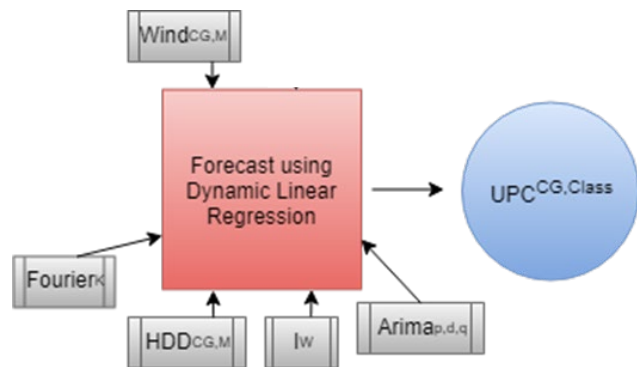 WindCG,M
Forecast using
Dynamic Linear
Regression
UPCCG,Class
FourierK
HDDCG,M
IW
Arimap,d,q